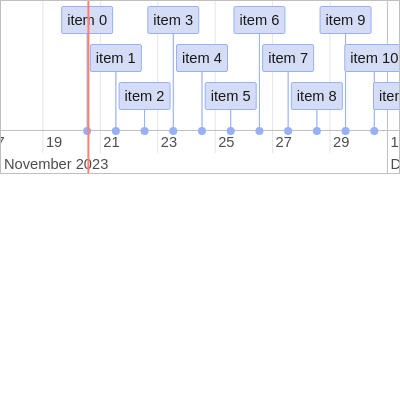 item 0 item 3 item 6 item 9
item 1 item 4 item 7 item 10
item 2 item 5 item 8
19 21 23 25 27 29
November 2023